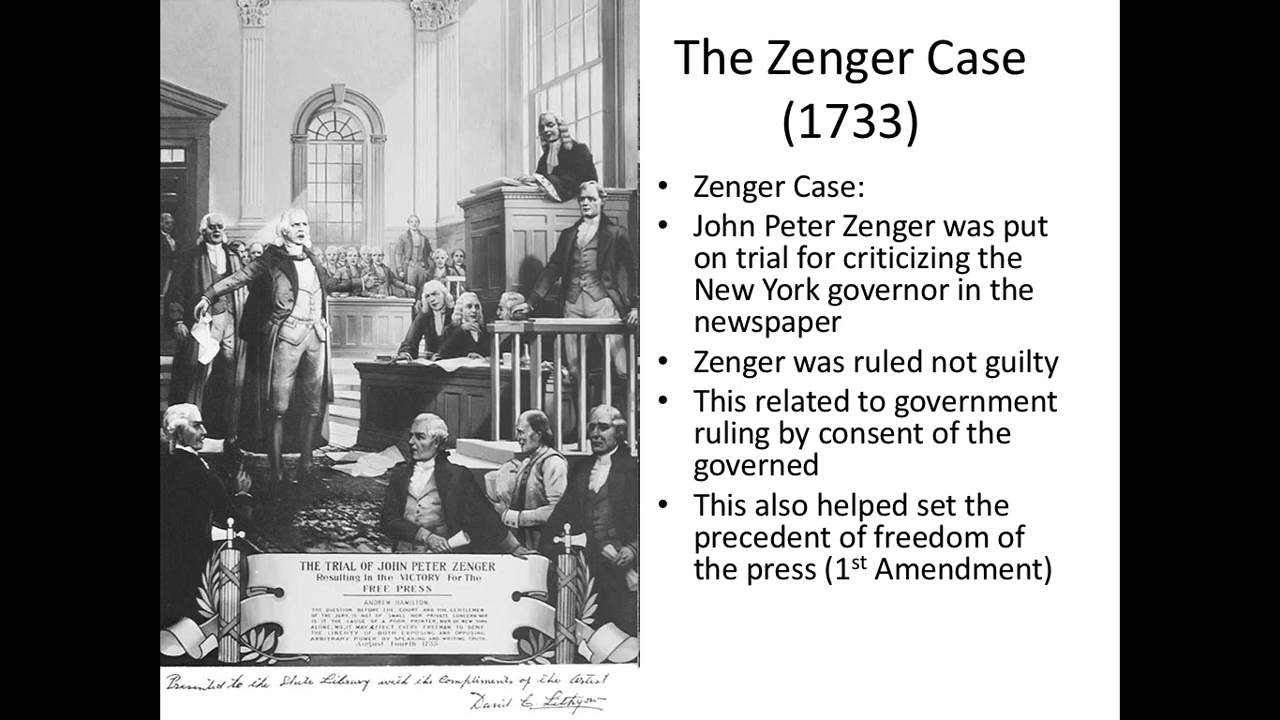 The Zenger Case
(1733)
• Zenger Case:
• John Peter Zenger was put
on trial for criticizing the
New York governor in the
newspaper
• Zenger was ruled not guilty
• This related to government
ruling by consent of the
governed
• This also helped set the
precedent of freedom of
the press (1st Amendment)
THE TRIAL OF JOHN PETER ZENGER
Resulting in the VICTORY For The
FREE PRESS
ANDREW HAMILTON
THE QUESTION BEFORE THE COURT AND YOU, GENTLEMEN
OF THE JURY, IS NOT OF SMALL NOR PRIVATE CONCERN NOR
IS IT THE CAUSE OF A POOR PRINTER, NOR OF NEW YORK
ALONE; NO, IT MAY AFFECT EVERY FREEMAN TO DENY
THE LIBERTY OF BOTH EXPOSING AND OPPOSING
ARBITRARY POWER BY SPEAKING AND WRITING TRUTH.
August Fourth 1735
Presented to the State Library with the Compliments of the Artist
David C. Lithgow